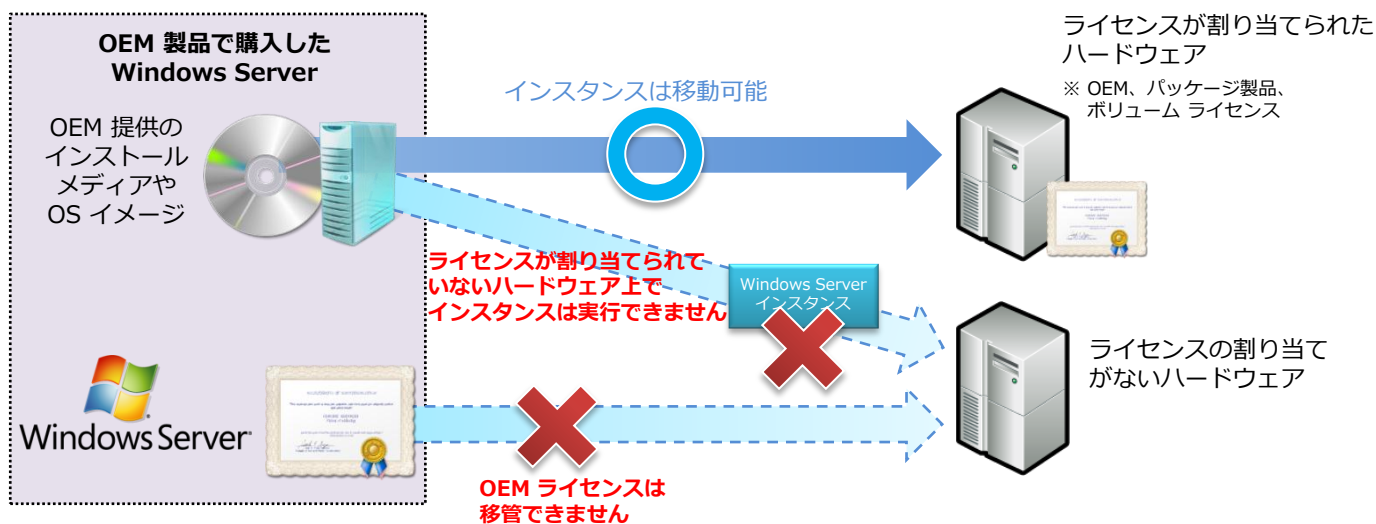 OEM 製品で購入した
Windows Server
OEM 提供の
インストール
メディアや
OS イメージ
インスタンスは移動可能
ライセンスが割り当てられた
ハードウェア
※ OEM、パッケージ製品、
ボリューム ライセンス
ライセンスが割り当てられて
いないハードウェア上で
インスタンスは実行できません
Windows Server
インスタンス
ライセンスの割り当て
がないハードウェア
Windows Server
OEM ライセンスは
移管できません